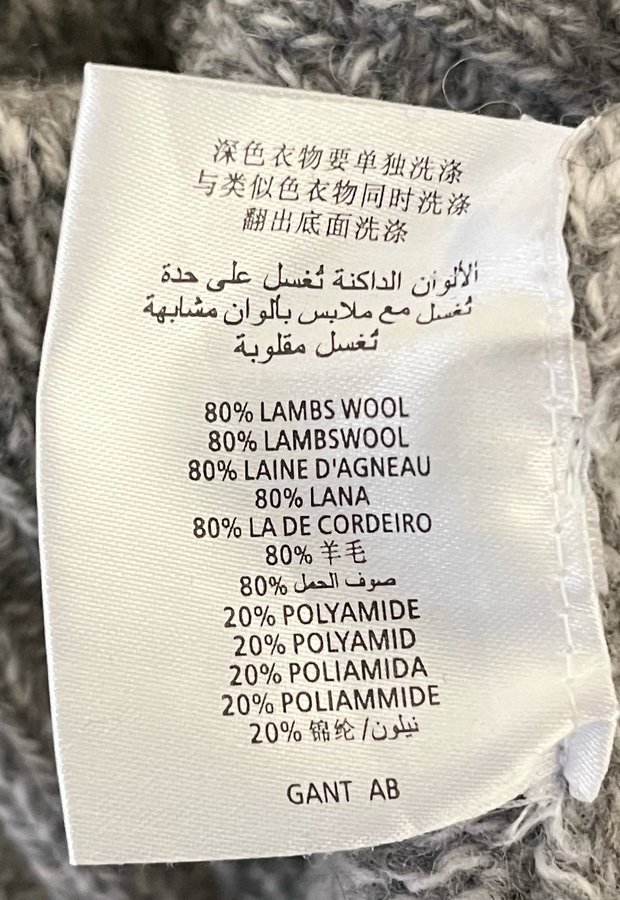 深色衣物要单独洗涤
与类似色衣物同时洗涤
翻出底面洗涤
الألوان الداكنة تُغسل على حدة
تُغسل مع ملابس بألوان مشابهة
تُغسل مقلوبة
80% LAMBS WOOL
80% LAMBSWOOL
80% LAINE D'AGNEAU
80% LANA
80% LA DE CORDEIRO
80% 羊毛
80% صوف الحمل
20% POLYAMIDE
20% POLYAMID
20% POLIAMIDA
20% POLIAMMIDE
20% 锦纶/نيلون
GANT AB